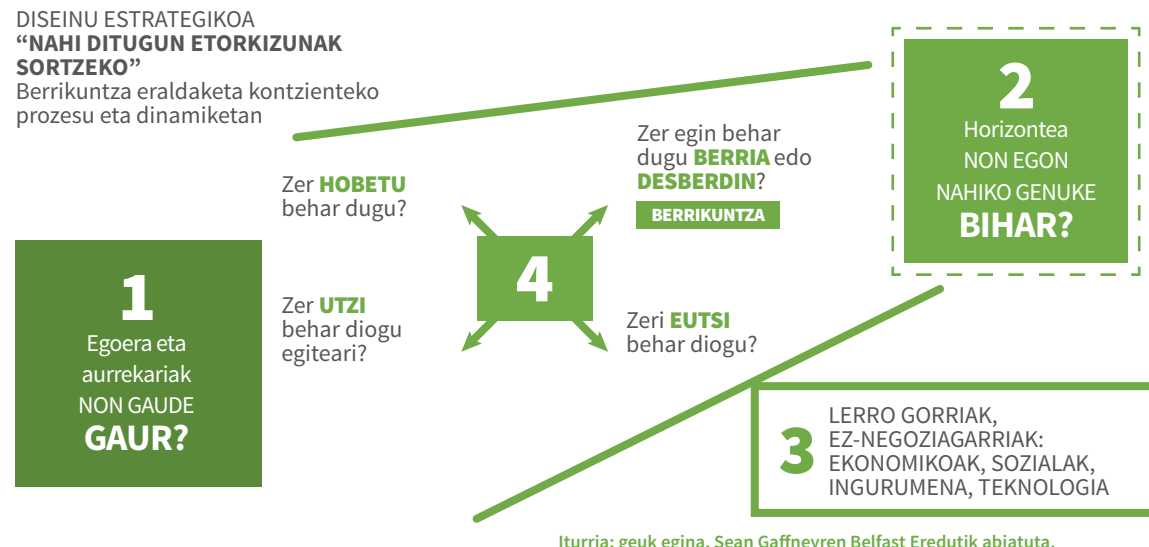 DISEINU ESTRATEGIKOA
“NAHI DITUGUN ETORKIZUNAK
SORTZEKO”
Berrikuntza eraldaketa kontzienteko
prozesu eta dinamiketan
2
Horizontea
NON EGON
NAHIKO GENUKE
BIHAR?
Zer egin behar
dugu BERRIA edo
DESBERDIN?
BERRIKUNTZA
Zer HOBETU
behar dugu?
4
1
Egoera eta
aurrekariak
NON GAUDE
GAUR?
Zer UTZI
behar diogu
egiteari?
Zeri EUTSI
behar diogu?
3
LERRO GORRIAK,
EZ-NEGOZIAGARRIAK:
EKONOMIKOAK, SOZIALAK,
INGURUMENA, TEKNOLOGIA
Iturria: geuk egina, Sean Gaffneyren Belfast Eredutik abiatuta.